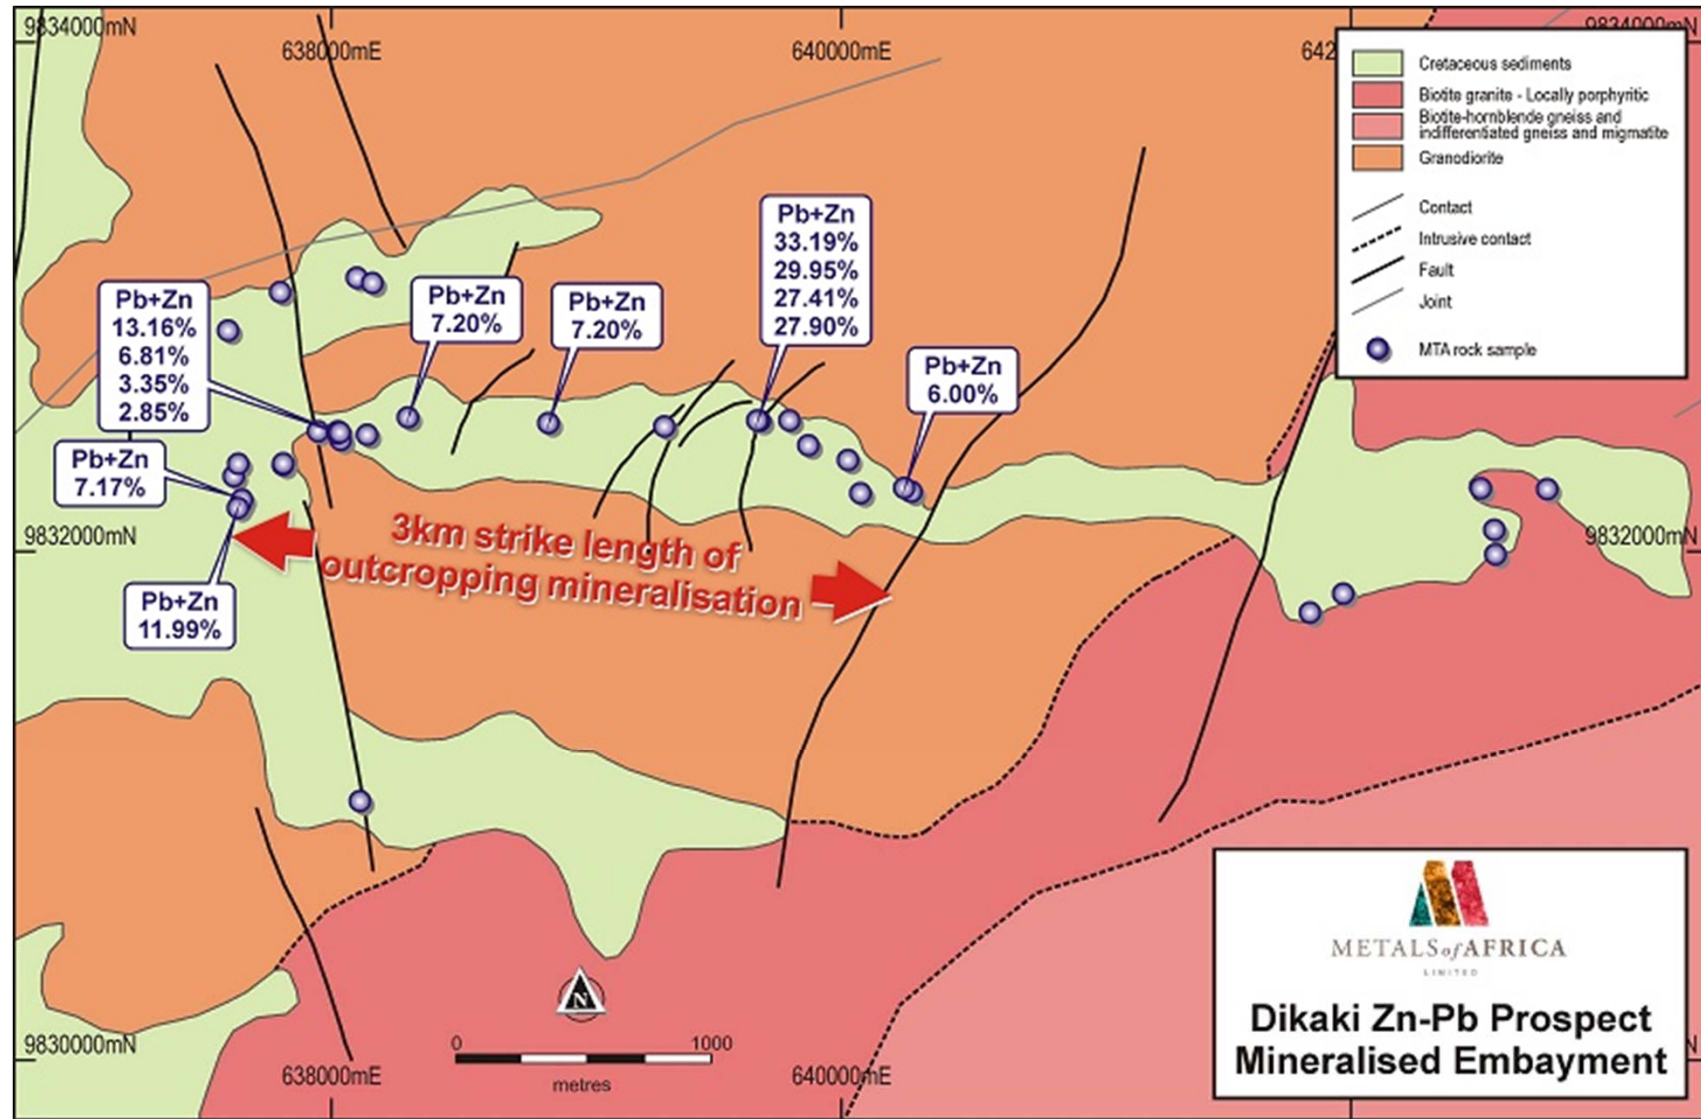 9834000mN
638000mE
640000mE
642
9834000mN
Cretaceous sediments
Biotite granite - Locally porphyritic
Biotite-hornblende gneiss and
indifferentiated gneiss and migmatite
Granodiorite
Contact
Intrusive contact
Fault
Joint
MTA rock sample
Pb+Zn
13.16%
6.81%
3.35%
2.85%
Pb+Zn
7.20%
Pb+Zn
7.20%
Pb+Zn
33.19%
29.95%
27.41%
27.90%
Pb+Zn
6.00%
Pb+Zn
7.17%
9832000mN
3km strike length of
outcropping mineralisation
9832000mN
Pb+Zn
11.99%
METALS of AFRICA
LIMITED
Dikaki Zn-Pb Prospect
Mineralised Embayment
N
0 1000
metres
9830000mN
638000mE
640000mE
N